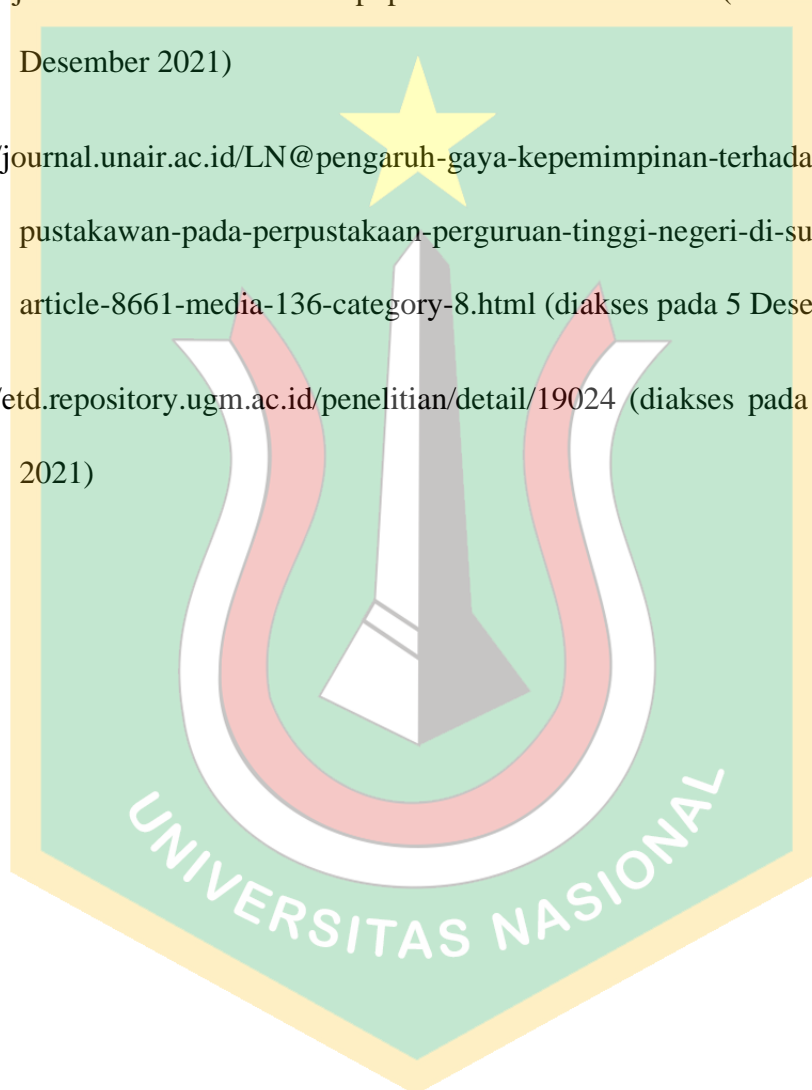 Desember 2021)
/journal.unair.ac.id/LN@pengaruh-gaya-kepemimpinan-terhada
pustakawan-pada-perpustakaan-perguruan-tinggi-negeri-di-su
article-8661-media-136-category-8.html (diakses pada 5 Dese
/etd.repository.ugm.ac.id/penelitian/detail/19024 (diakses pada
2021)
UNIVERSITAS NASIONAL